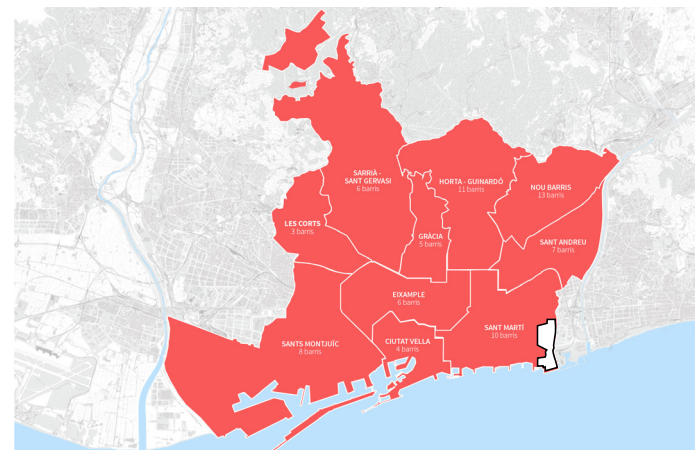 SARRIÀ -
SANT GERVASI
6 barris
HORTA - GUINARDÓ
11 barris
NOU BARRIS
13 barris
LES CORTS
3 barris
GRÀCIA
5 barris
SANT ANDREU
7 barris
EIXAMPLE
6 barris
SANT MARTÍ
10 barris
SANTS MONTJUÏC
8 barris
CIUTAT VELLA
4 barris